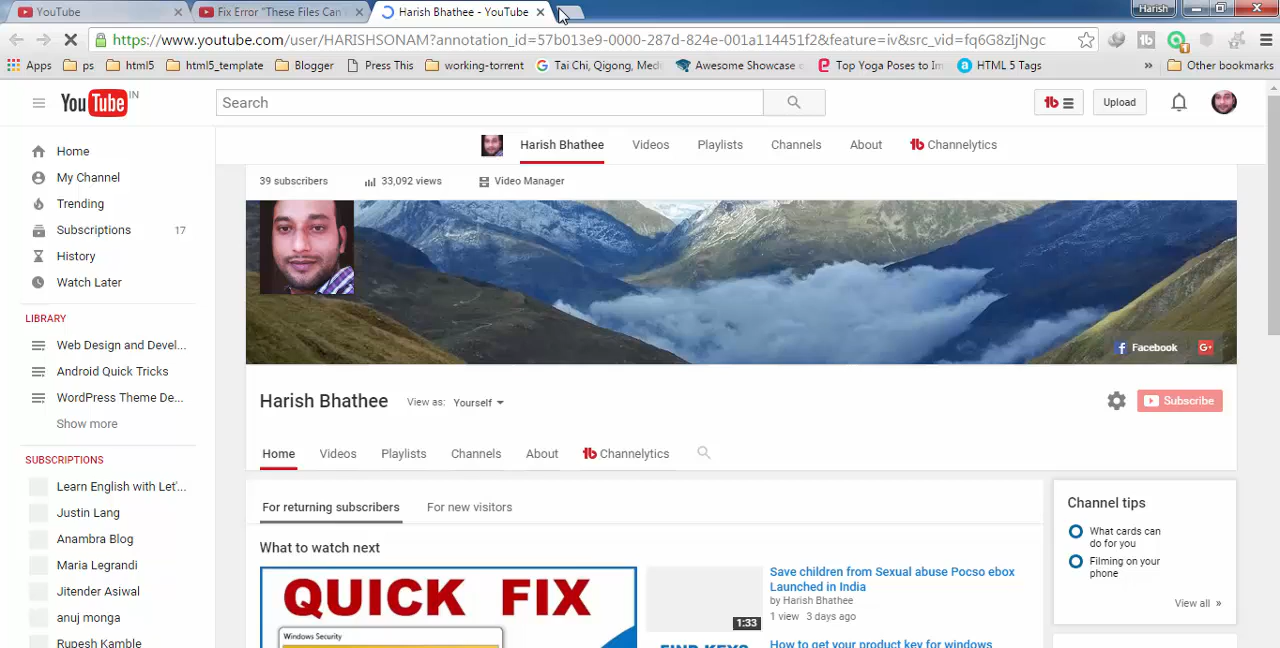 YouTube
Fix Error "These Files Can
Harish Bhathee - YouTube
Harish
https://www.youtube.com/user/HARISHSONAM?annotation_id=57b013e9-0000-287d-824e-001a114451f2&feature=iv&src_vid=fq6G8zIjNgc
Apps ps html5 html5_template Blogger Press This working-torrent Tai Chi, Qigong, Med Awesome Showcase Top Yoga Poses to Im HTML 5 Tags » Other bookmarks
YouTube IN
Search
Upload
Harish Bhathee Videos Playlists Channels About Channelytics
39 subscribers 33,092 views Video Manager
Home
My Channel
Trending
Subscriptions 17
History
Watch Later
LIBRARY
Web Design and Devel...
Android Quick Tricks
WordPress Theme De...
Show more
SUBSCRIPTIONS
Learn English with Let'...
Justin Lang
Anambra Blog
Maria Legrandi
Jitender Asiwal
anuj monga
Rupesh Kamble
Facebook
G+
Harish Bhathee View as: Yourself
Subscribe
Home Videos Playlists Channels About Channelytics
For returning subscribers For new visitors
What to watch next
QUICK FIX
Windows Security
1:33
Save children from Sexual abuse Pocso ebox
Launched in India
by Harish Bhathee
1 view 3 days ago
FIND KEYS
How to get your product key for windows
Channel tips
What cards can
do for you
Filming on your
phone
View all »